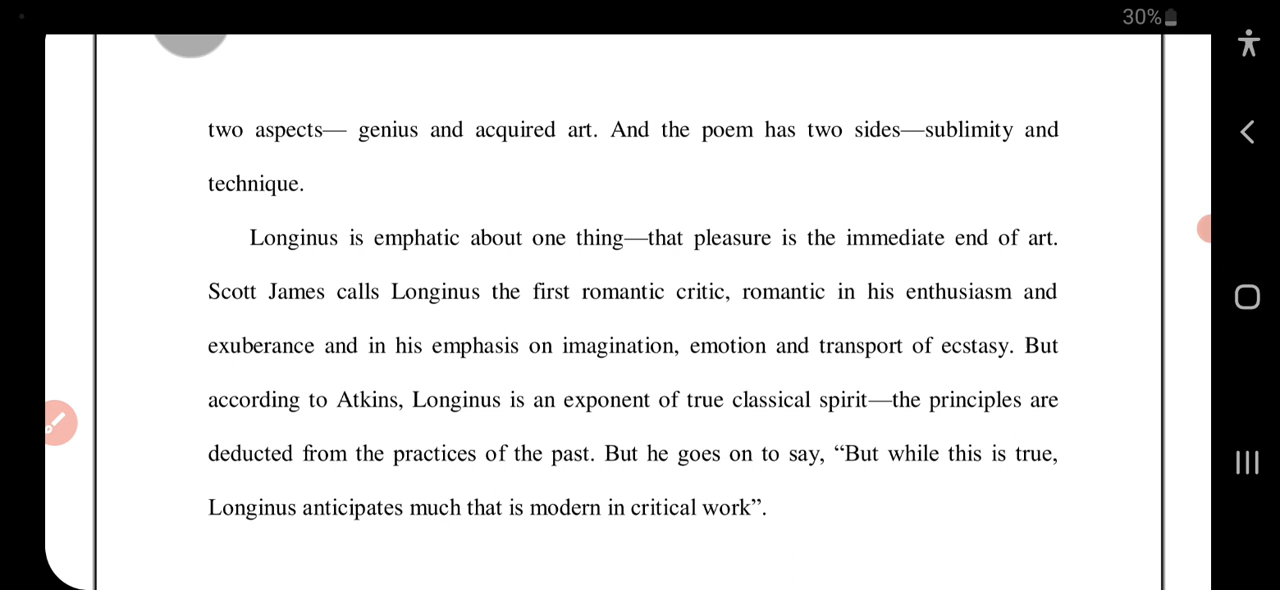 30%
two aspects— genius and acquired art. And the poem has two sides—sublimity and
technique.
Longinus is emphatic about one thing—that pleasure is the immediate end of art.
Scott James calls Longinus the first romantic critic, romantic in his enthusiasm and
exuberance and in his emphasis on imagination, emotion and transport of ecstasy. But
according to Atkins, Longinus is an exponent of true classical spirit—the principles are
deducted from the practices of the past. But he goes on to say, “But while this is true,
Longinus anticipates much that is modern in critical work”.